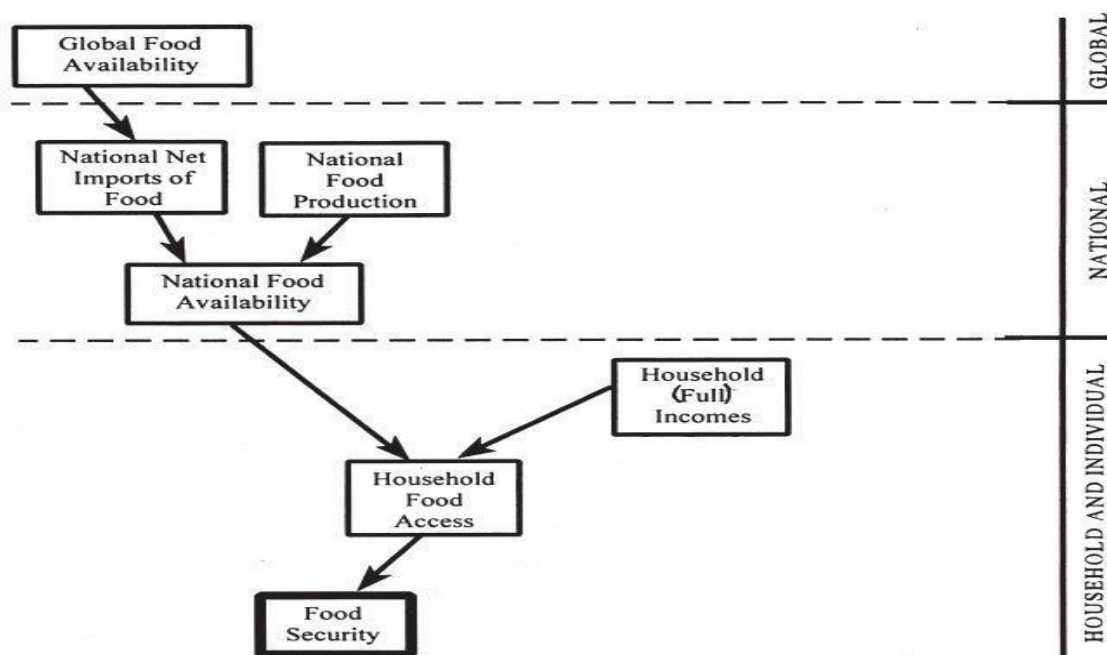 Global Food
Availability
GLOBAL
National Net
Imports of
Food
National
Food
Production
National Food
Availability
NATIONAL
Household
(Full)
Incomes
Household
Food
Access
Food
Security
HOUSEHOLD AND INDIVIDUAL